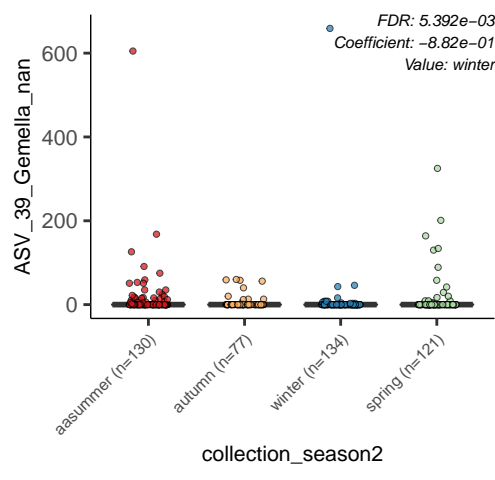 FDR: 5.392e−03
Coefficient: −8.82e−01
Value: winter
ASV_39_Gemella_nan
600
400
200
0
aasummer (n=130)
autumn (n=77)
winter (n=134)
spring (n=121)
collection_season2